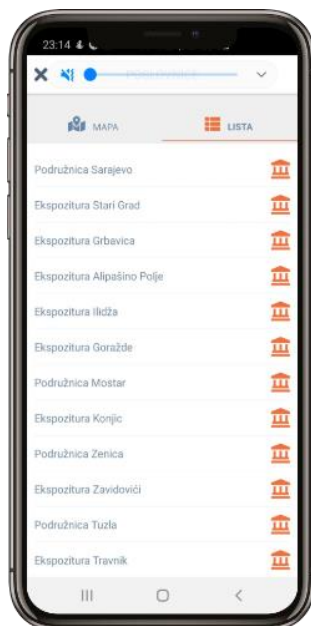 23:14
MAPA
LISTA
Podružnica Sarajevo
Ekspozitura Stari Grad
Ekspozitura Grbavica
Ekspozitura Alipašino Polje
Ekspozitura Ilidža
Ekspozitura Goražde
Podružnica Mostar
Ekspozitura Konjic
Podružnica Zenica
Ekspozitura Zavidovići
Podružnica Tuzla
Ekspozitura Travnik